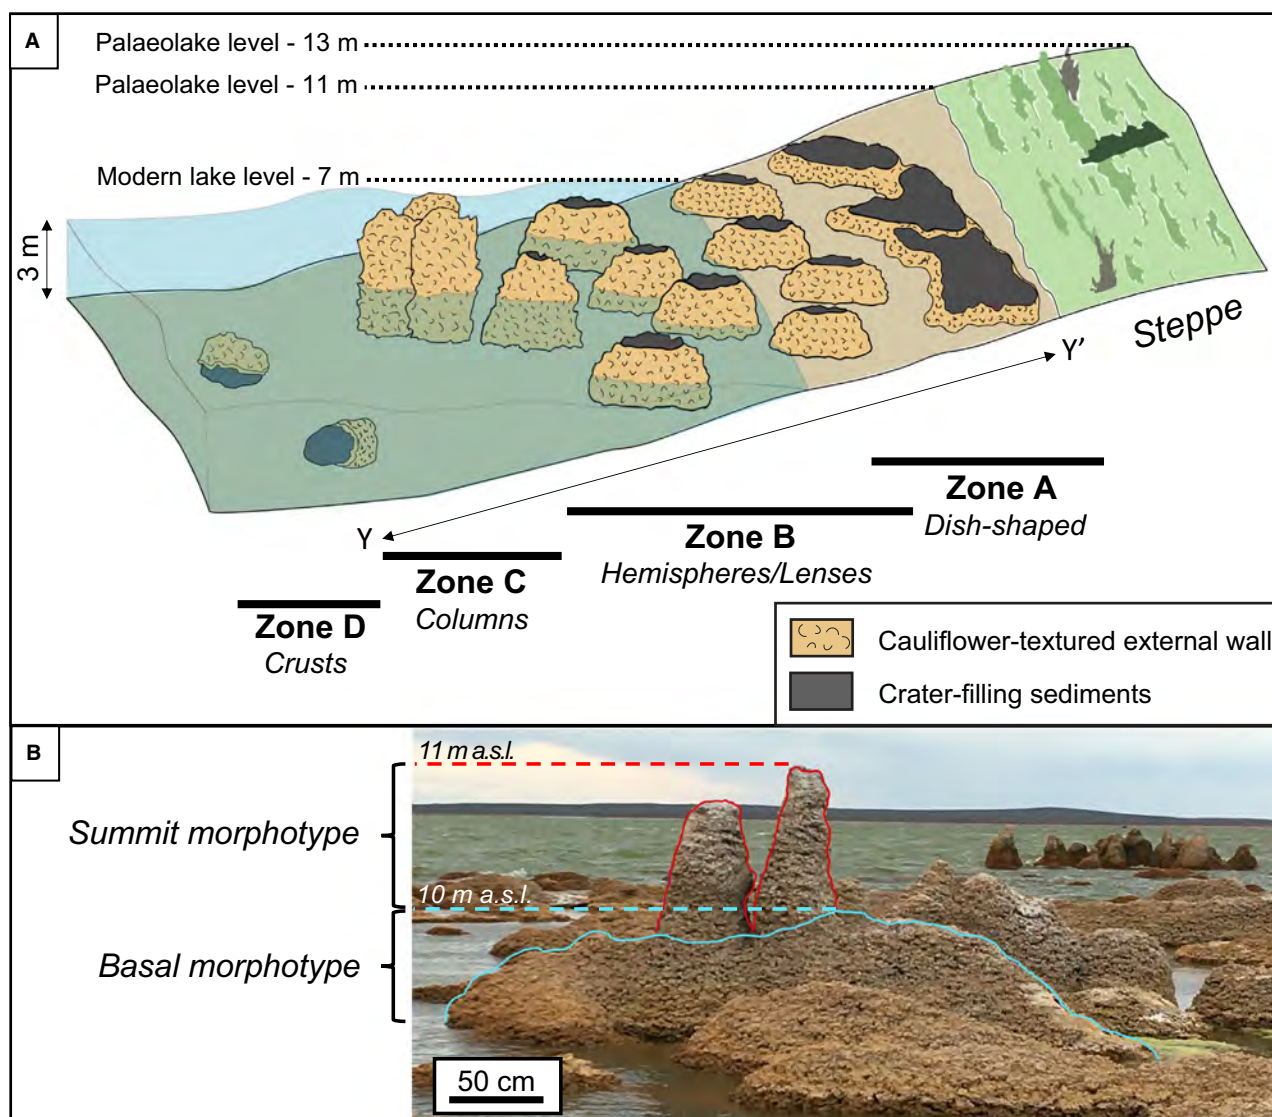 A
Palaeolake level - 13 m
Palaeolake level - 11 m
Modern lake level - 7 m
3 m
Steppe
Y'
Y
Zone A
Dish-shaped
Zone B
Hemispheres/Lenses
Zone C
Columns
Zone D
Crusts
Cauliflower-textured external wall
Crater-filling sediments
B
11 m a.s.l.
Summit morphotype
10 m a.s.l.
Basal morphotype
50 cm